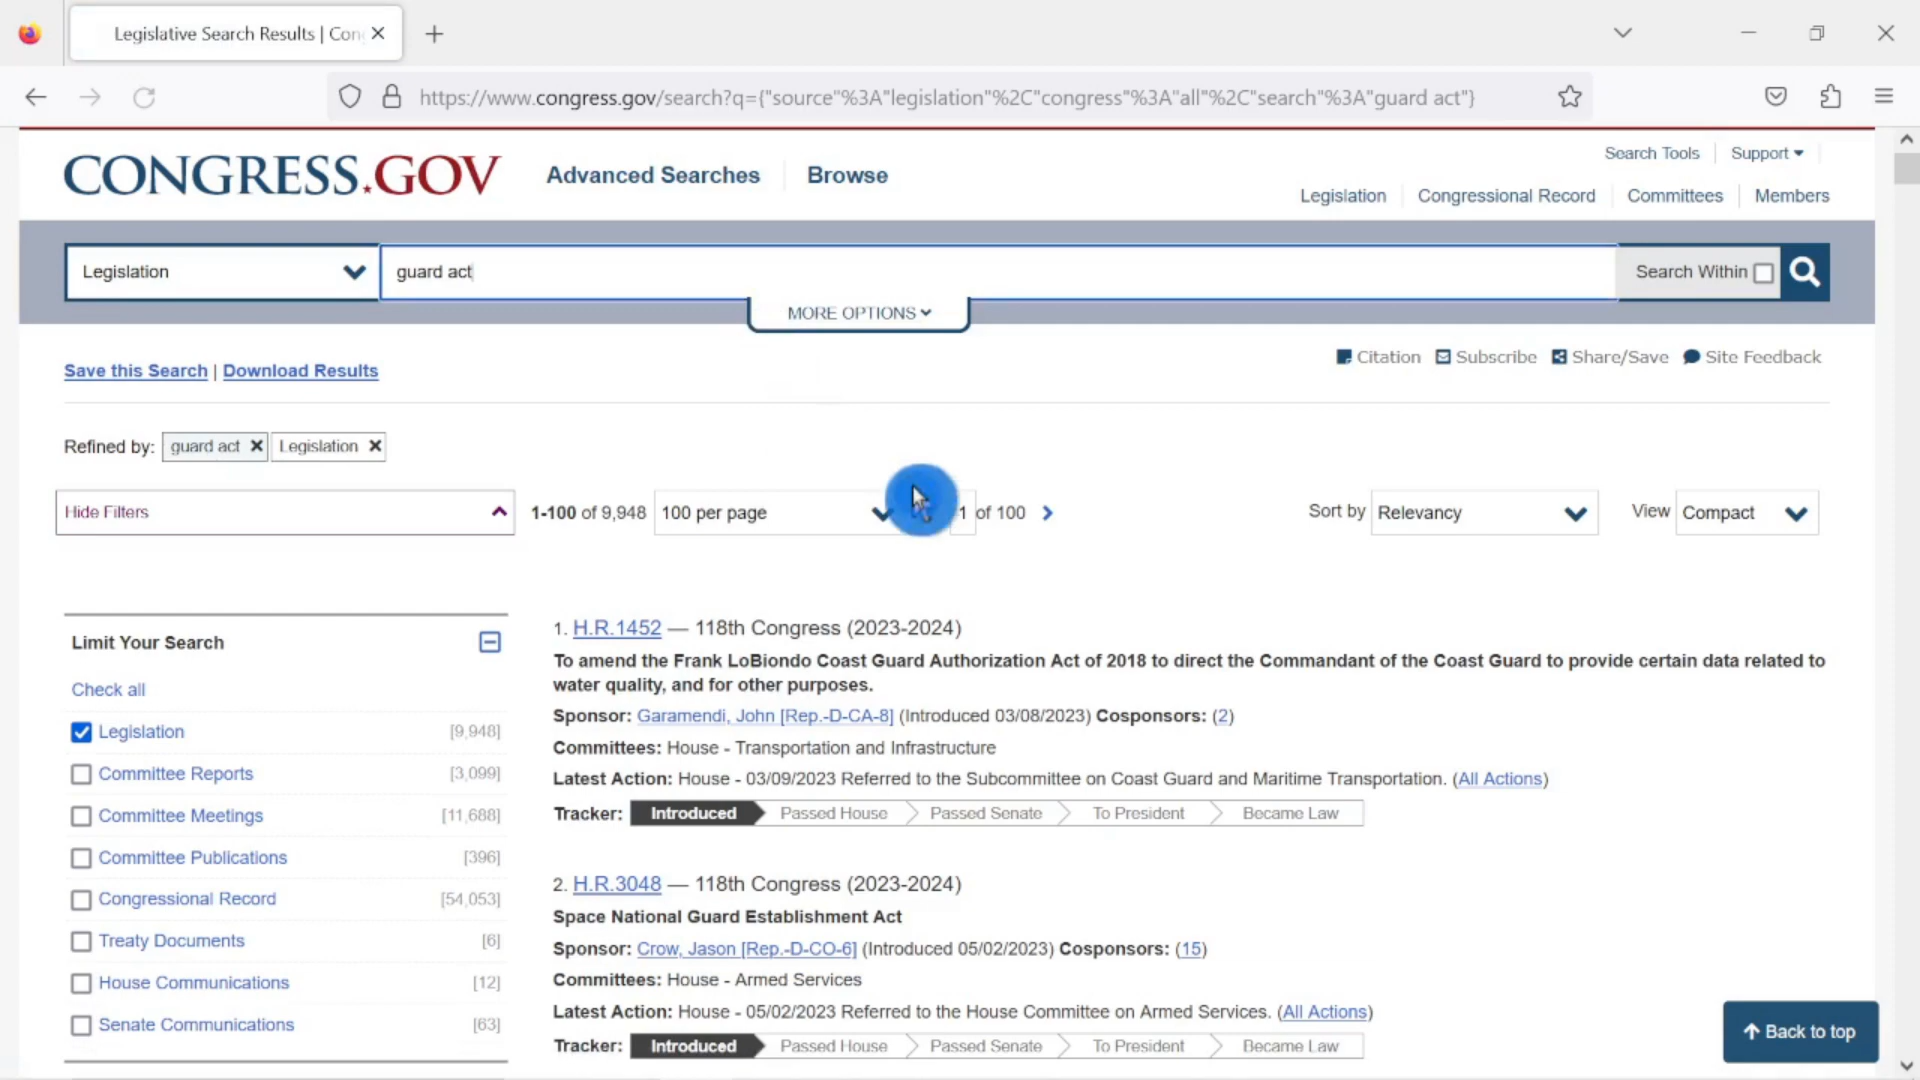 Legislative Search Results | Con
https://www.congress.gov/search?q={"source"%3A"legislation"%2C"congress"%3A"all"%2C"search"%3A"guard act"}
CONGRESS.GOV
Advanced Searches
Browse
Search Tools
Support
Legislation
Congressional Record
Committees
Members
Legislation
guard act
Search Within
MORE OPTIONS
Save this Search | Download Results
Citation
Subscribe
Share/Save
Site Feedback
Refined by:
guard act
Legislation
Hide Filters
1-100 of 9,948
100 per page
1 of 100
Sort by
Relevancy
View
Compact
Limit Your Search
Check all
Legislation [9,948]
Committee Reports [3,099]
Committee Meetings [11,688]
Committee Publications [396]
Congressional Record [54,053]
Treaty Documents [6]
House Communications [12]
Senate Communications [63]
1. H.R.1452 — 118th Congress (2023-2024)
To amend the Frank LoBiondo Coast Guard Authorization Act of 2018 to direct the Commandant of the Coast Guard to provide certain data related to
water quality, and for other purposes.
Sponsor: Garamendi, John [Rep.-D-CA-8] (Introduced 03/08/2023) Cosponsors: (2)
Committees: House - Transportation and Infrastructure
Latest Action: House - 03/09/2023 Referred to the Subcommittee on Coast Guard and Maritime Transportation. (All Actions)
Tracker: Introduced Passed House Passed Senate To President Became Law
2. H.R.3048 — 118th Congress (2023-2024)
Space National Guard Establishment Act
Sponsor: Crow, Jason [Rep.-D-CO-6] (Introduced 05/02/2023) Cosponsors: (15)
Committees: House - Armed Services
Latest Action: House - 05/02/2023 Referred to the House Committee on Armed Services. (All Actions)
Tracker: Introduced Passed House Passed Senate To President Became Law
Back to top